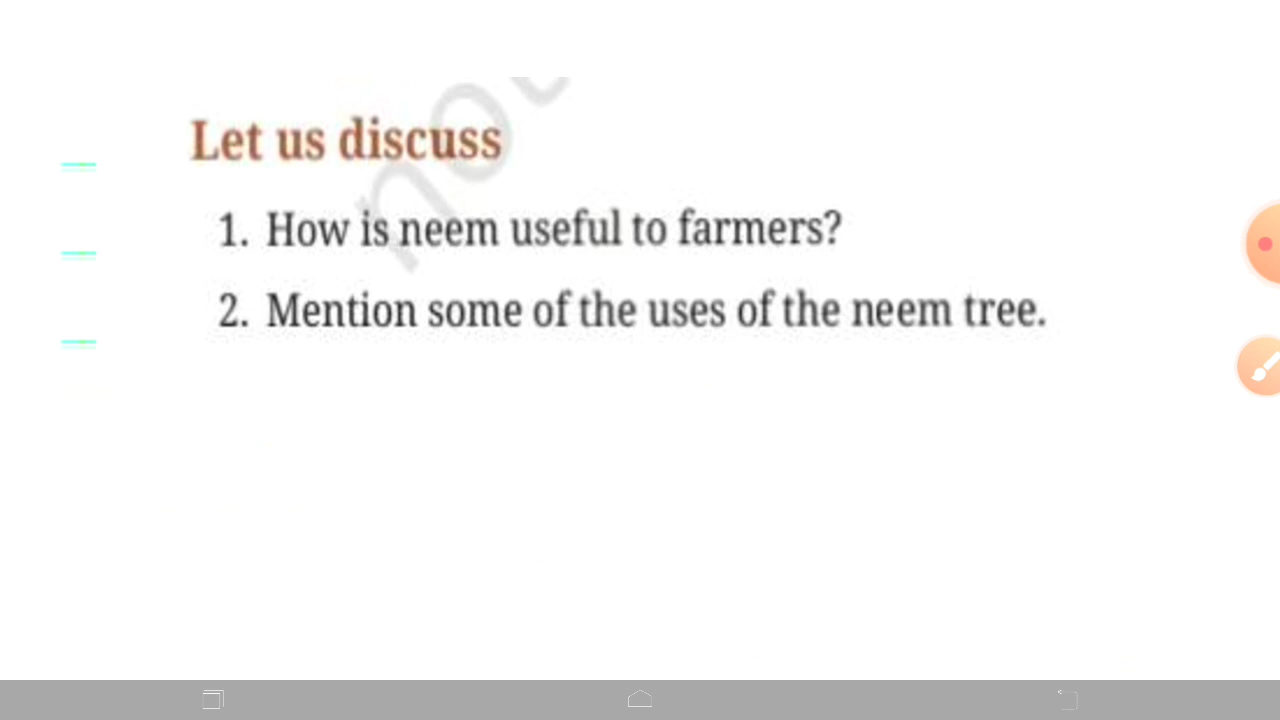 not
Let us discuss
1. How is neem useful to farmers?
2. Mention some of the uses of the neem tree.